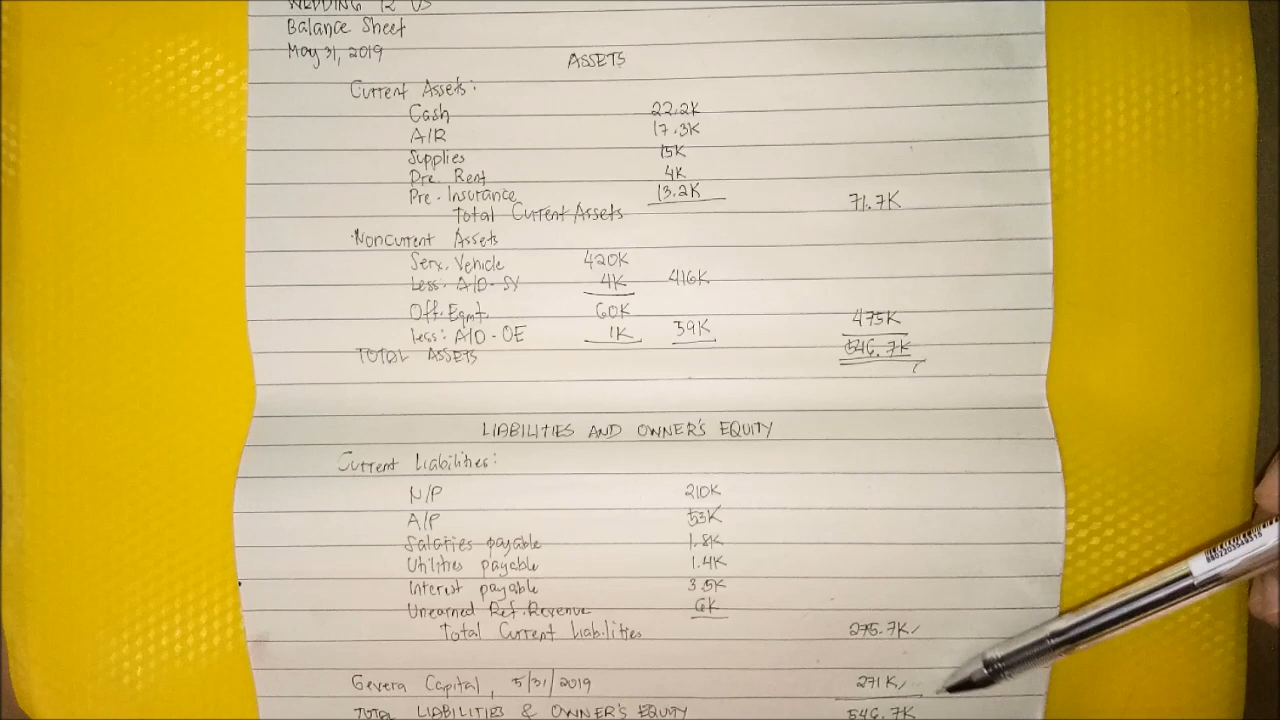 WEDDING R US
Balance Sheet
May 31, 2019
ASSETS
Current Assets:
Cash 22.2K
A/R 17.3K
Supplies 15K
Pre. Rent 4K
Pre. Insurance 13.2K
Total Current Assets 71.7K
Noncurrent Assets
Serv. Vehicle 420K
Less: A/D-SV 4K 416K
Off. Eqmt. 60K
Less: A/D-OE 1K 59K 475K
TOTAL ASSETS 546.7K
LIABILITIES AND OWNER'S EQUITY
Current Liabilities:
N/P 210K
A/P 53K
Salaries payable 1.8K
Utilities payable 1.4K
Interest payable 3.5K
Unearned Ref. Revenue 6K
Total Current Liabilities 275.7K
Gevera Capital, 5/31/2019 271K
TOTAL LIABILITIES & OWNER'S EQUITY 546.7K